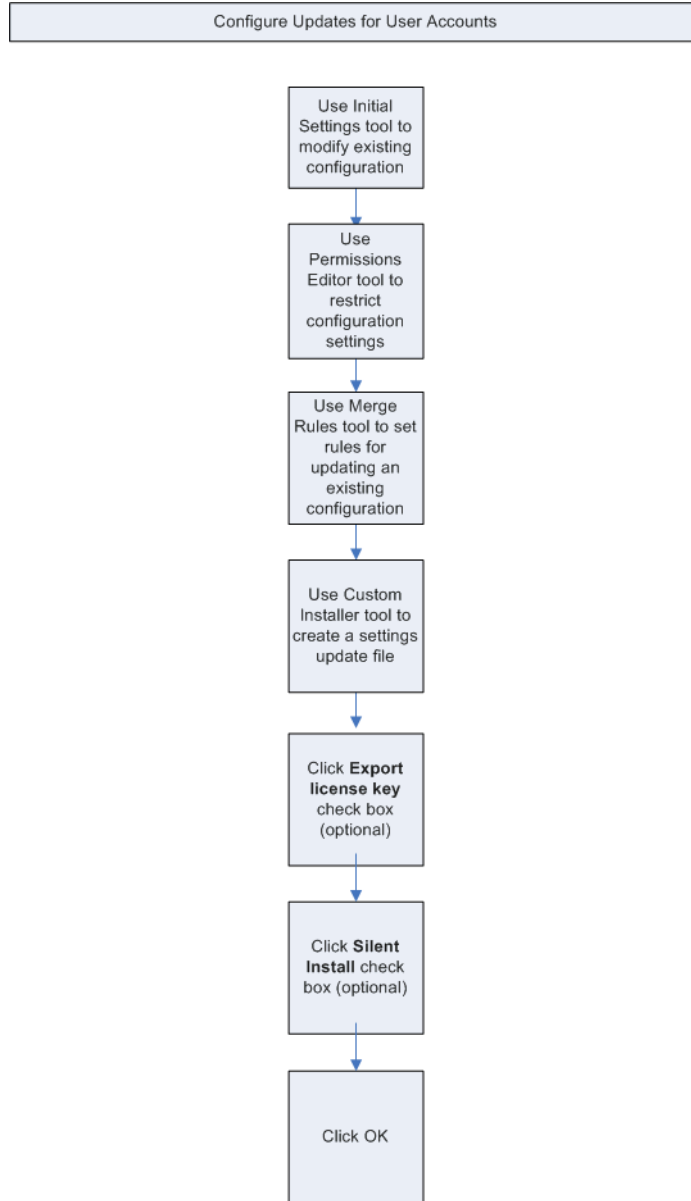 Configure Updates for User Accounts
Use Initial
Settings tool to
modify existing
configuration
Use
Permissions
Editor tool to
restrict
configuration
settings
Use Merge
Rules tool to set
rules for
updating an
existing
configuration
Use Custom
Installer tool to
create a settings
update file
Click Export
license key
check box
(optional)
Click Silent
Install check
box (optional)
Click OK